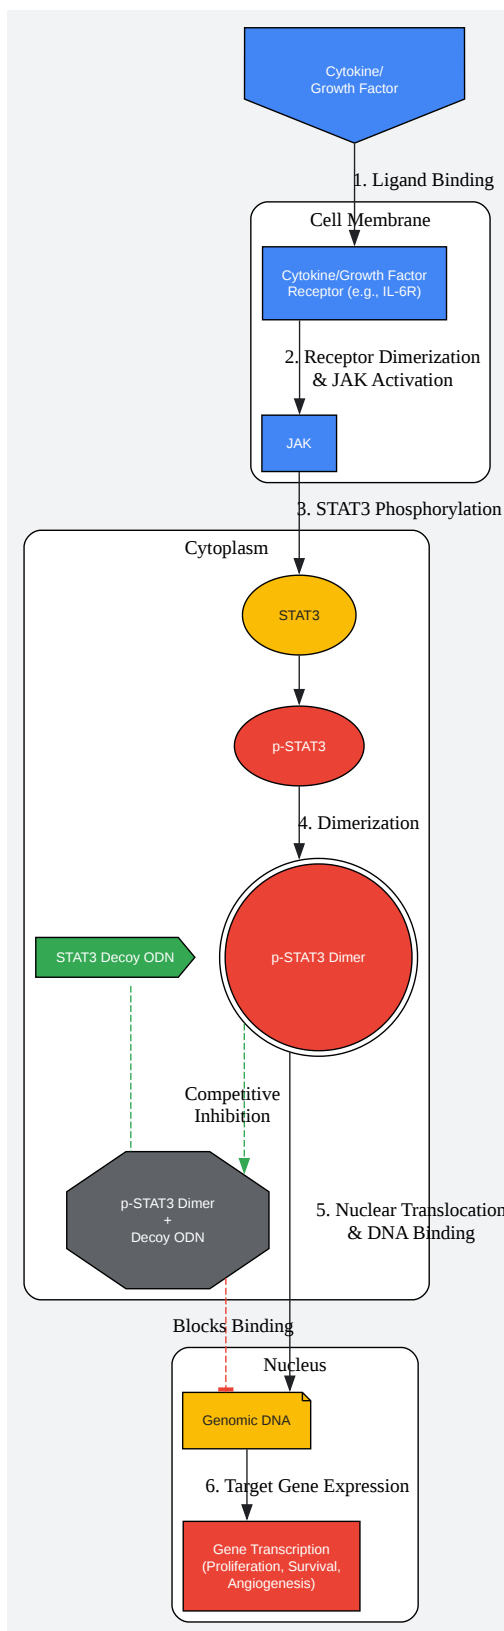 Cytokine/
Growth Factor
1. Ligand Binding
Cell Membrane
Cytokine/Growth Factor
Receptor (e.g., IL-6R)
2. Receptor Dimerization
& JAK Activation
JAK
3. STAT3 Phosphorylation
Cytoplasm
STAT3
p-STAT3
4. Dimerization
STAT3 Decoy ODN
p-STAT3 Dimer
Competitive
Inhibition
p-STAT3 Dimer
+
Decoy ODN
5. Nuclear Translocation
& DNA Binding
Blocks Binding
Nucleus
Genomic DNA
6. Target Gene Expression
Gene Transcription
(Proliferation, Survival,
Angiogenesis)